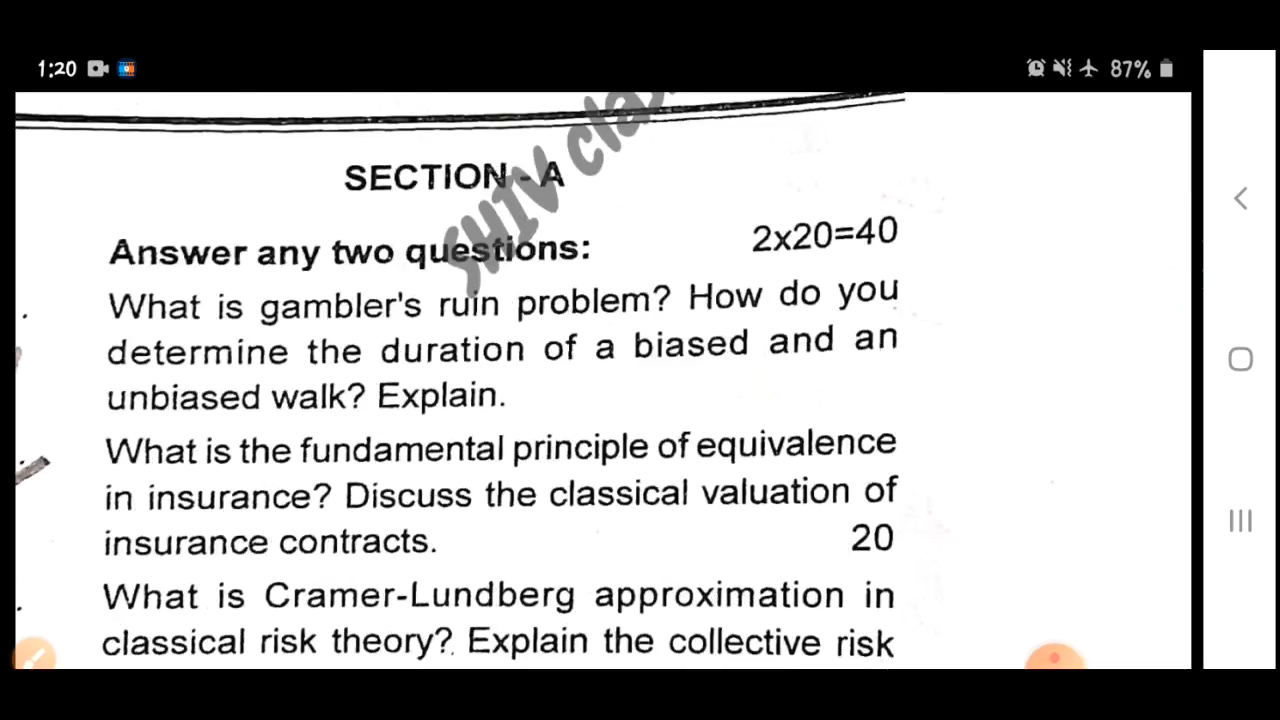 1:20
87%
SHIV clas
SECTION - A
Answer any two questions: 2x20=40
What is gambler's ruin problem? How do you
determine the duration of a biased and an
unbiased walk? Explain.
What is the fundamental principle of equivalence
in insurance? Discuss the classical valuation of
insurance contracts. 20
What is Cramer-Lundberg approximation in
classical risk theory? Explain the collective risk